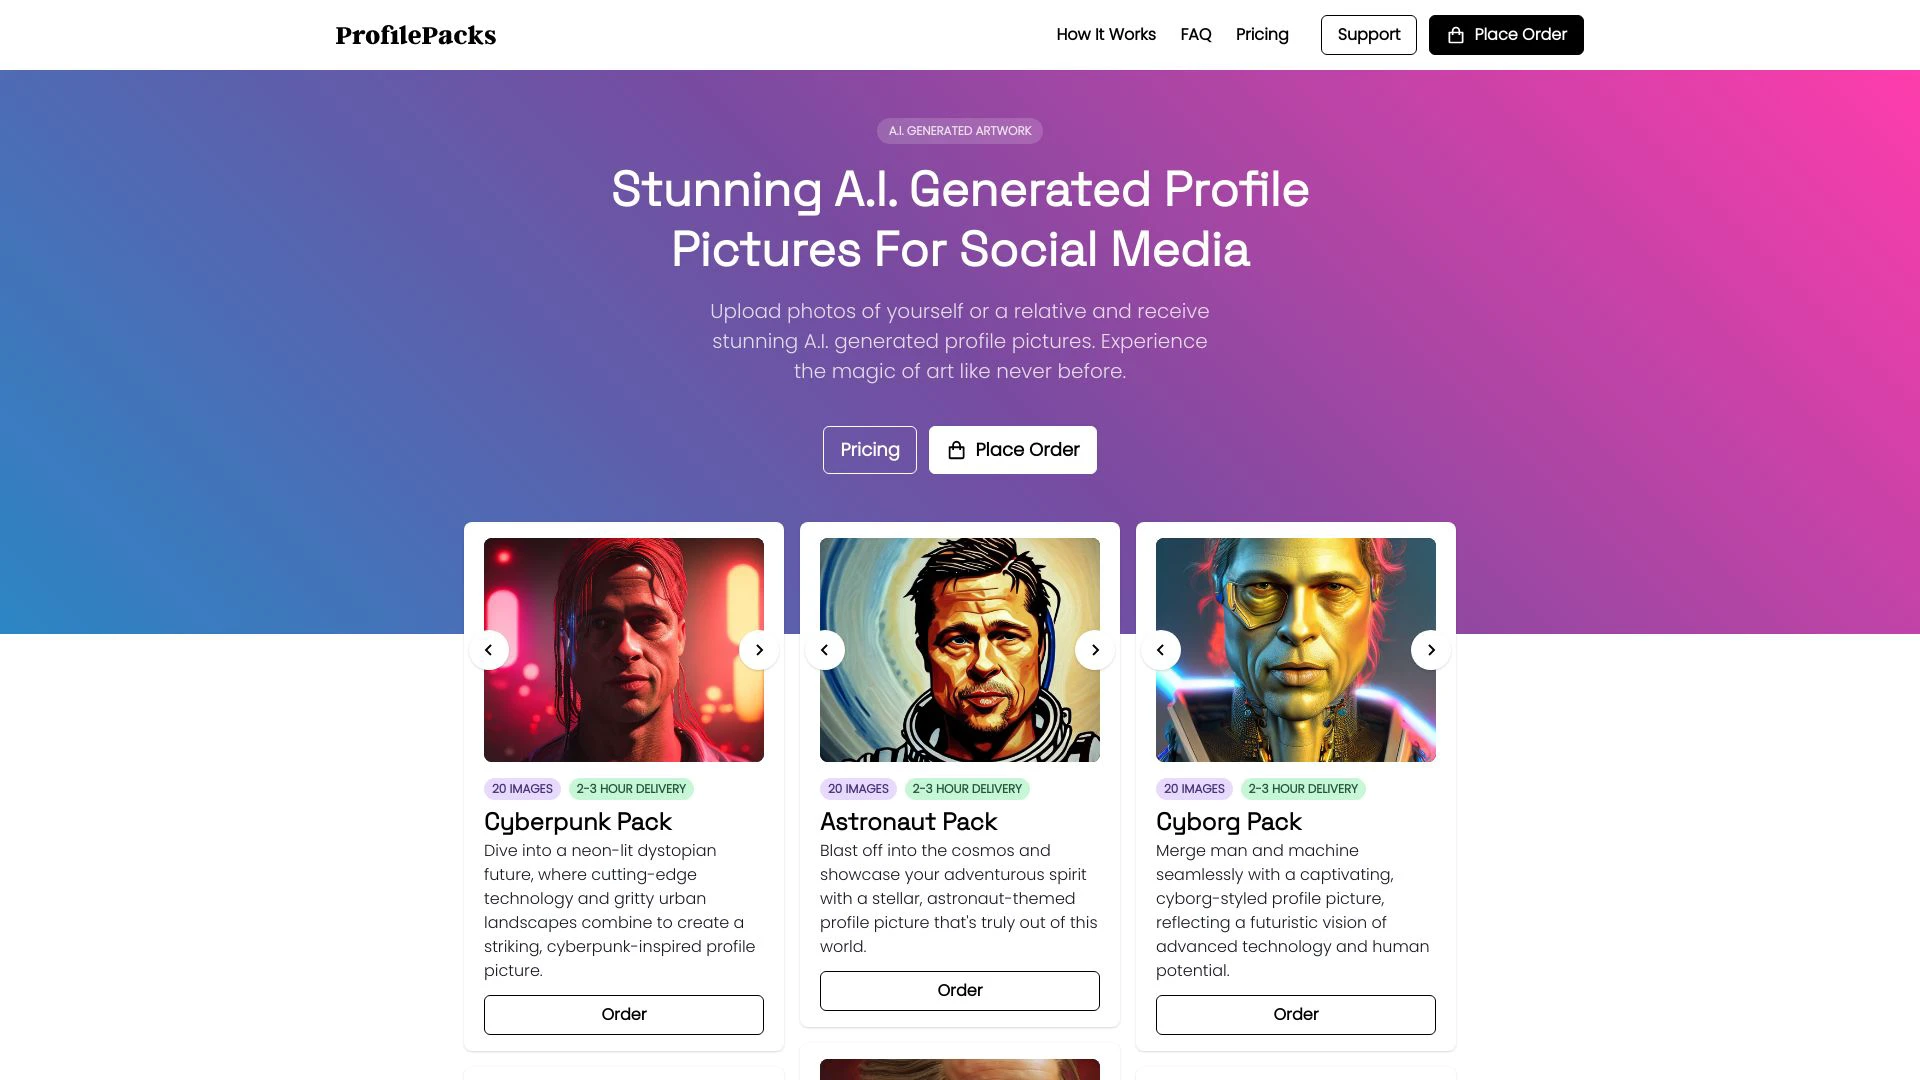 ProfilePacks
How It Works
FAQ
Pricing
Support
Place Order
A.I. GENERATED ARTWORK
Stunning A.I. Generated Profile
Pictures For Social Media
Upload photos of yourself or a relative and receive
stunning A.I. generated profile pictures. Experience
the magic of art like never before.
Pricing
Place Order
20 IMAGES
2-3 HOUR DELIVERY
Cyberpunk Pack
Dive into a neon-lit dystopian
future, where cutting-edge
technology and gritty urban
landscapes combine to create a
striking, cyberpunk-inspired profile
picture.
Order
20 IMAGES
2-3 HOUR DELIVERY
Astronaut Pack
Blast off into the cosmos and
showcase your adventurous spirit
with a stellar, astronaut-themed
profile picture that's truly out of this
world.
Order
20 IMAGES
2-3 HOUR DELIVERY
Cyborg Pack
Merge man and machine
seamlessly with a captivating,
cyborg-styled profile picture,
reflecting a futuristic vision of
advanced technology and human
potential.
Order